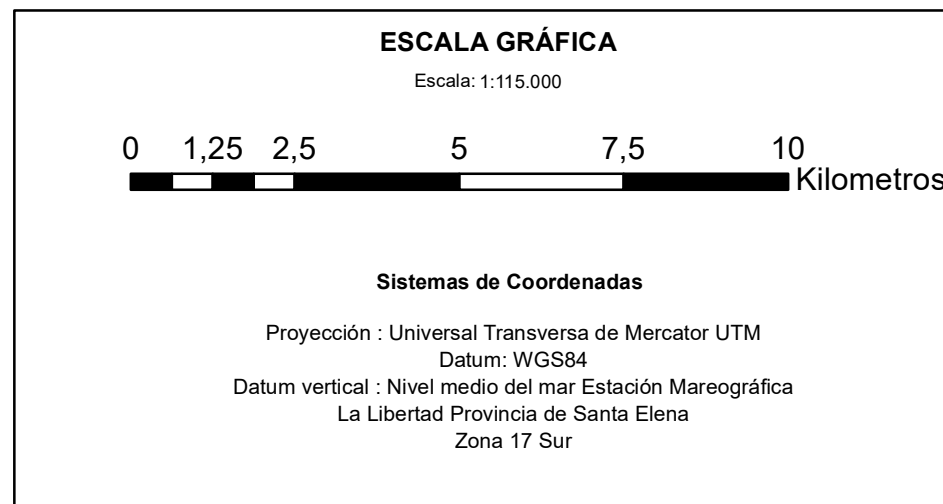 ESCALA GRÁFICA
Escala: 1:115.000
0 1,25 2,5 5 7,5 10
Kilometros
Sistemas de Coordenadas
Proyección : Universal Transversa de Mercator UTM
Datum: WGS84
Datum vertical : Nivel medio del mar Estación Mareográfica
La Libertad Provincia de Santa Elena
Zona 17 Sur